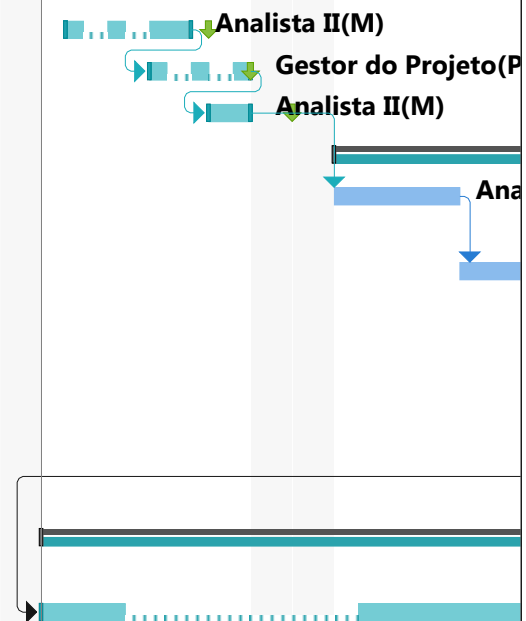 Analista II(M)
Gestor do Projeto(P
Analista II(M)
Ana